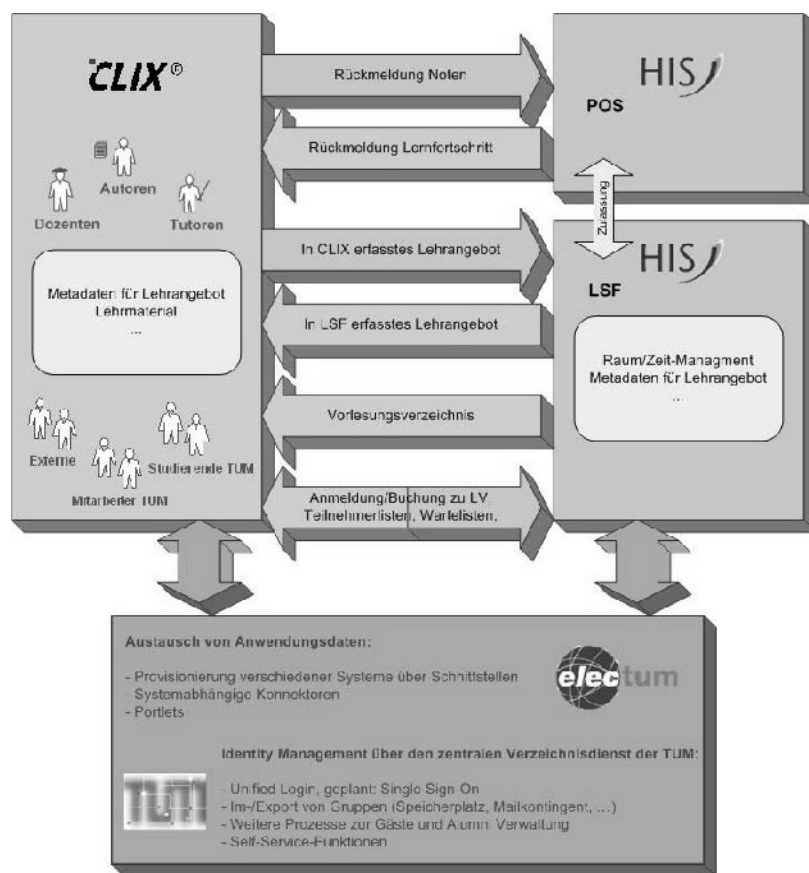 CLIX®
Autoren
Dozenten
Tutoren
Metadaten für Lehrangebot
Lehrmaterial
...
Externe
Studierende TUM
Mitarbeiter TUM
Rückmeldung Noten
Rückmeldung Lernfortschritt
In CLIX erfasstes Lehrangebot
In LSF erfasstes Lehrangebot
Vorlesungsverzeichnis
Anmeldung/Buchung zu LV
Teilnehmerlisten, Wartelisten,
HIS
POS
Zulassung
HIS
LSF
Raum/Zeit-Managment
Metadaten für Lehrangebot
...
Austausch von Anwendungsdaten:
- Provisionierung verschiedener Systeme über Schnittstellen
- Systemabhängige Konnektoren
- Portlets
electum
Identity Management über den zentralen Verzeichnisdienst der TUM:
TUM
- Unified Login, geplant: Single Sign-On
- Im-/Export von Gruppen (Speicherplatz, Mailkontingent, ...)
- Weitere Prozesse zur Gäste und Alumni Verwaltung
- Self-Service-Funktionen